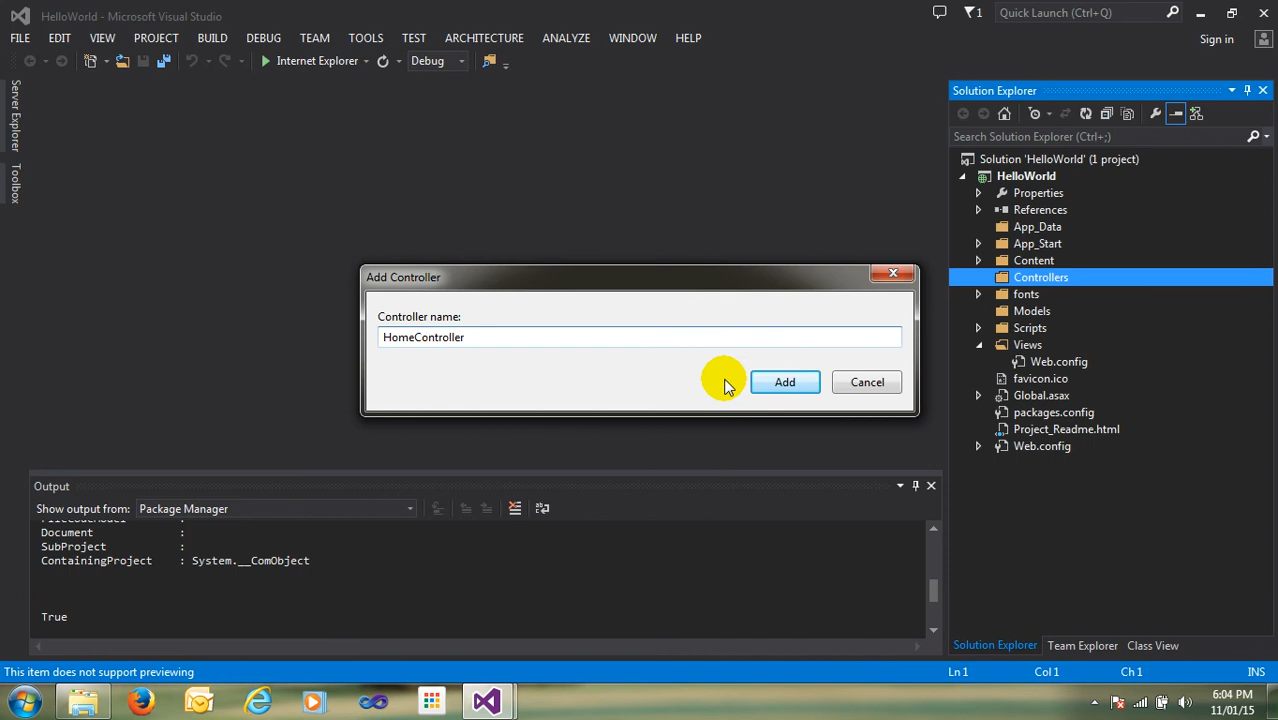 HelloWorld - Microsoft Visual Studio
1
Quick Launch (Ctrl+Q)
FILE EDIT VIEW PROJECT BUILD DEBUG TEAM TOOLS TEST ARCHITECTURE ANALYZE WINDOW HELP
Sign in
Internet Explorer
Debug
Server Explorer
Toolbox
Solution Explorer
Search Solution Explorer (Ctrl+;)
Solution 'HelloWorld' (1 project)
HelloWorld
Properties
References
App_Data
App_Start
Content
Controllers
fonts
Models
Scripts
Views
Web.config
favicon.ico
Global.asax
packages.config
Project_Readme.html
Web.config
Add Controller
Controller name:
HomeController
Add
Cancel
Output
Show output from: Package Manager
Document :
SubProject :
ContainingProject : System.__ComObject
True
Solution Explorer Team Explorer Class View
This item does not support previewing
Ln 1 Col 1 Ch 1 INS
6:04 PM
11/01/15